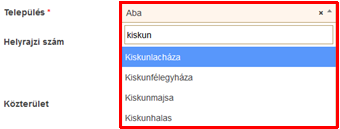 Település * Aba × ▲
Helyrajzi szám kiskun
Kiskunlacháza
Kiskunfélegyháza
Közterület Kiskunmajsa
Kiskunhalas